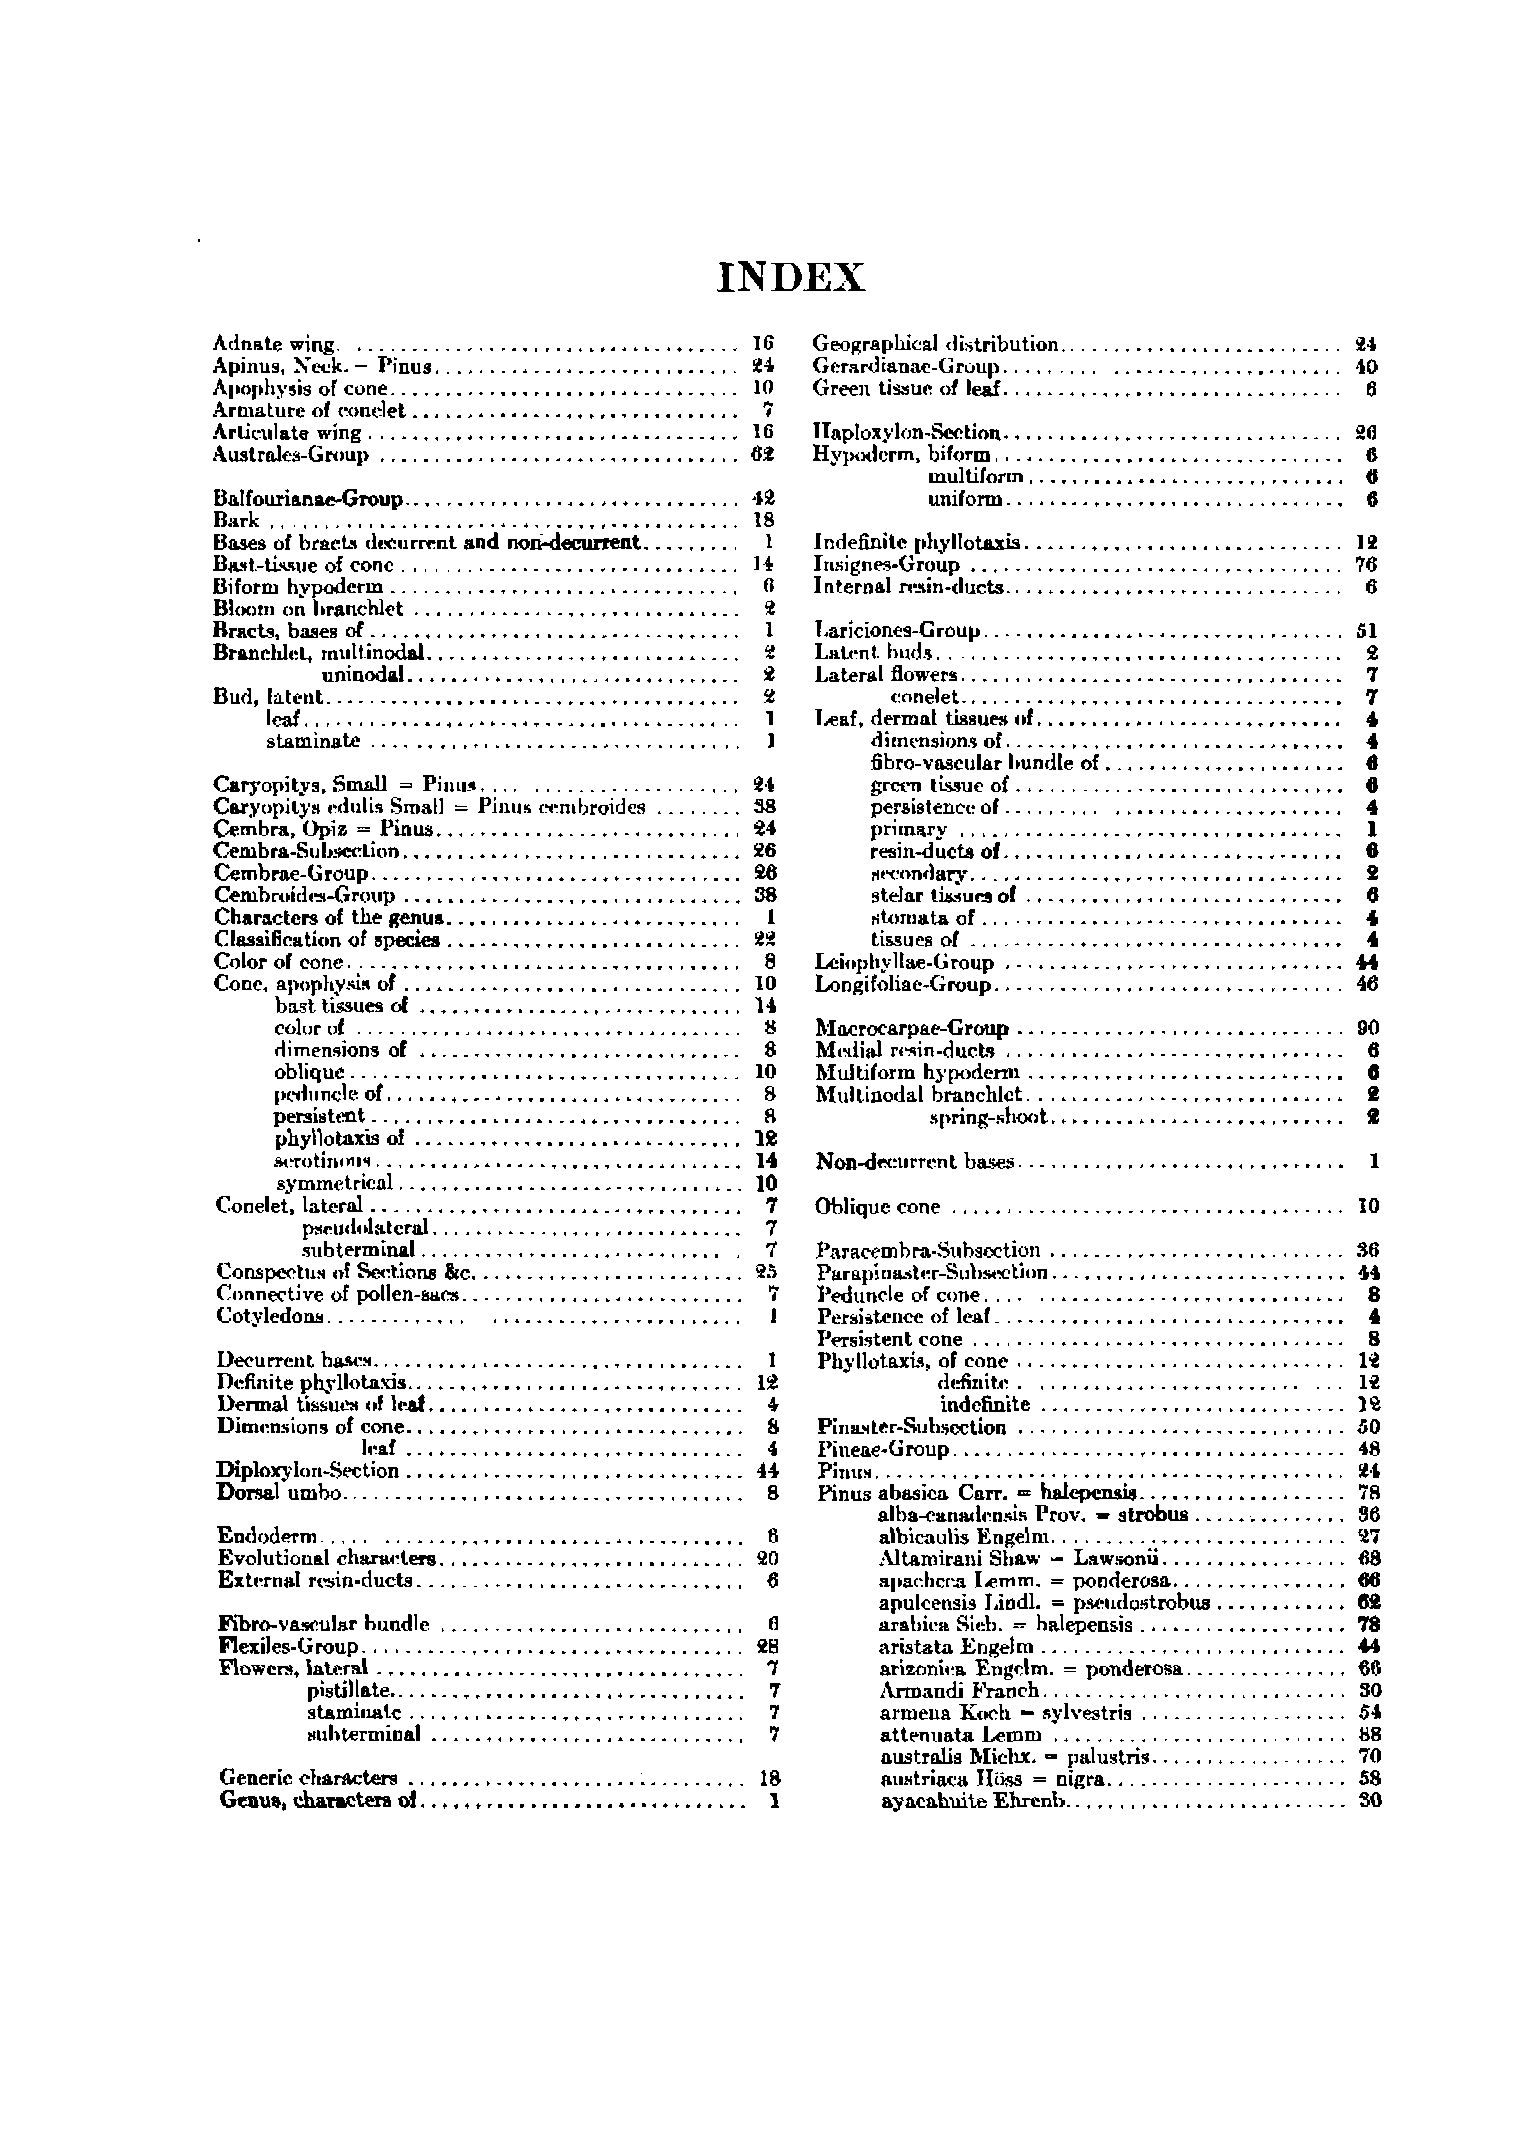 INDEX
Adnate wing. .................................... 16
Apinus, Neck. = Pinus............................ 24
Apophysis of cone................................ 10
Armature of conelet .............................. 7
Articulate wing .................................. 16
Australes-Group ................................. 62
Balfourianae-Group............................... 42
Bark ........................................... 18
Bases of bracts decurrent and non-decurrent......... 1
Bast-tissue of cone ............................... 14
Biform hypoderm ................................ 6
Bloom on branchlet .............................. 2
Bracts, bases of .................................. 1
Branchlet, multinodal............................. 2
uninodal............................... 2
Bud, latent...................................... 2
leaf........................................ 1
staminate .................................. 1
Caryopitys, Small = Pinus.... ................... 24
Caryopitys edulis Small = Pinus cembroides ........ 38
Cembra, Opiz = Pinus............................ 24
Cembra-Subsection............................... 26
Cembrae-Group.................................. 26
Cembroides-Group ............................... 38
Characters of the genus........................... 1
Classification of species ........................... 22
Color of cone.................................... 8
Cone, apophysis of ............................... 10
bast tissues of .............................. 14
color of ................................... 8
dimensions of .............................. 8
oblique.................................... 10
peduncle of................................. 8
persistent .................................. 8
phyllotaxis of .............................. 12
serotinous.................................. 14
symmetrical................................ 10
Conelet, lateral .................................. 7
pseudolateral............................. 7
subterminal............................ . 7
Conspectus of Sections &c......................... 25
Connective of pollen-sacs.......................... 7
Cotyledons............. ....................... 1
Decurrent bases.................................. 1
Definite phyllotaxis............................... 12
Dermal tissues of leaf............................. 4
Dimensions of cone............................... 8
leaf ............................... 4
Diploxylon-Section ............................... 44
Dorsal umbo..................................... 8
Endoderm..... ................................. 6
Evolutional characters............................ 20
External resin-ducts.............................. 6
Fibro-vascular bundle ............................ 6
Flexiles-Group................................... 28
Flowers, lateral .................................. 7
pistillate................................. 7
staminate ............................... 7
subterminal ............................. 7
Generic characters ............................... 18
Genus, characters of.............................. 1
Geographical distribution.......................... 24
Gerardianae-Group......... ..................... 40
Green tissue of leaf............................... 6
Haploxylon-Section............................... 26
Hypoderm, biform................................ 6
multiform ............................. 6
uniform............................... 6
Indefinite phyllotaxis............................. 12
Insignes-Group .................................. 76
Internal resin-ducts............................... 6
Lariciones-Group................................. 51
Latent buds..................................... 2
Lateral flowers................................... 7
conelet................................... 7
Leaf, dermal tissues of............................ 4
dimensions of............................... 4
fibro-vascular bundle of ...................... 6
green tissue of .............................. 6
persistence of......... ..................... 4
primary ................................... 1
resin-ducts of............................... 6
secondary.................................. 2
stelar tissues of ............................. 6
stomata of ................................. 4
tissues of .................................. 4
Leiophyllae-Group ............................... 44
Longifoliae-Group................................ 46
Macrocarpae-Group .............................. 90
Medial resin-ducts ............................... 6
Multiform hypoderm ............................. 6
Multinodal branchlet............................. 2
spring-shoot........................... 2
Non-decurrent bases.............................. 1
Oblique cone .................................... 10
Paracembra-Subsection ........................... 36
Parapinaster-Subsection........................... 44
Peduncle of cone.... ............................ 8
Persistence of leaf................................ 4
Persistent cone .................................. 8
Phyllotaxis, of cone .............................. 12
definite . ........................ ... 12
indefinite ............................ 12
Pinaster-Subsection .............................. 50
Pineae-Group.................................... 48
Pinus........................................... 24
Pinus abasica Carr. = halepensis................... 78
alba-canadensis Prov. = strobus .............. 36
albicaulis Engelm........................... 27
Altamirani Shaw = Lawsonii................. 68
apacheca Lemm. = ponderosa................ 66
apulcensis Lindl. = pseudostrobus ............ 62
arabica Sieb. = halepensis ................... 78
aristata Engelm ............................ 44
arizonica Engelm. = ponderosa............... 66
Armandi Franch............................ 30
armena Koch = sylvestris ................... 54
attenuata Lemm ........................... 88
australis Michx. = palustris.................. 70
austriaca Höss = nigra...................... 58
ayacahuite Ehrenb.......................... 30